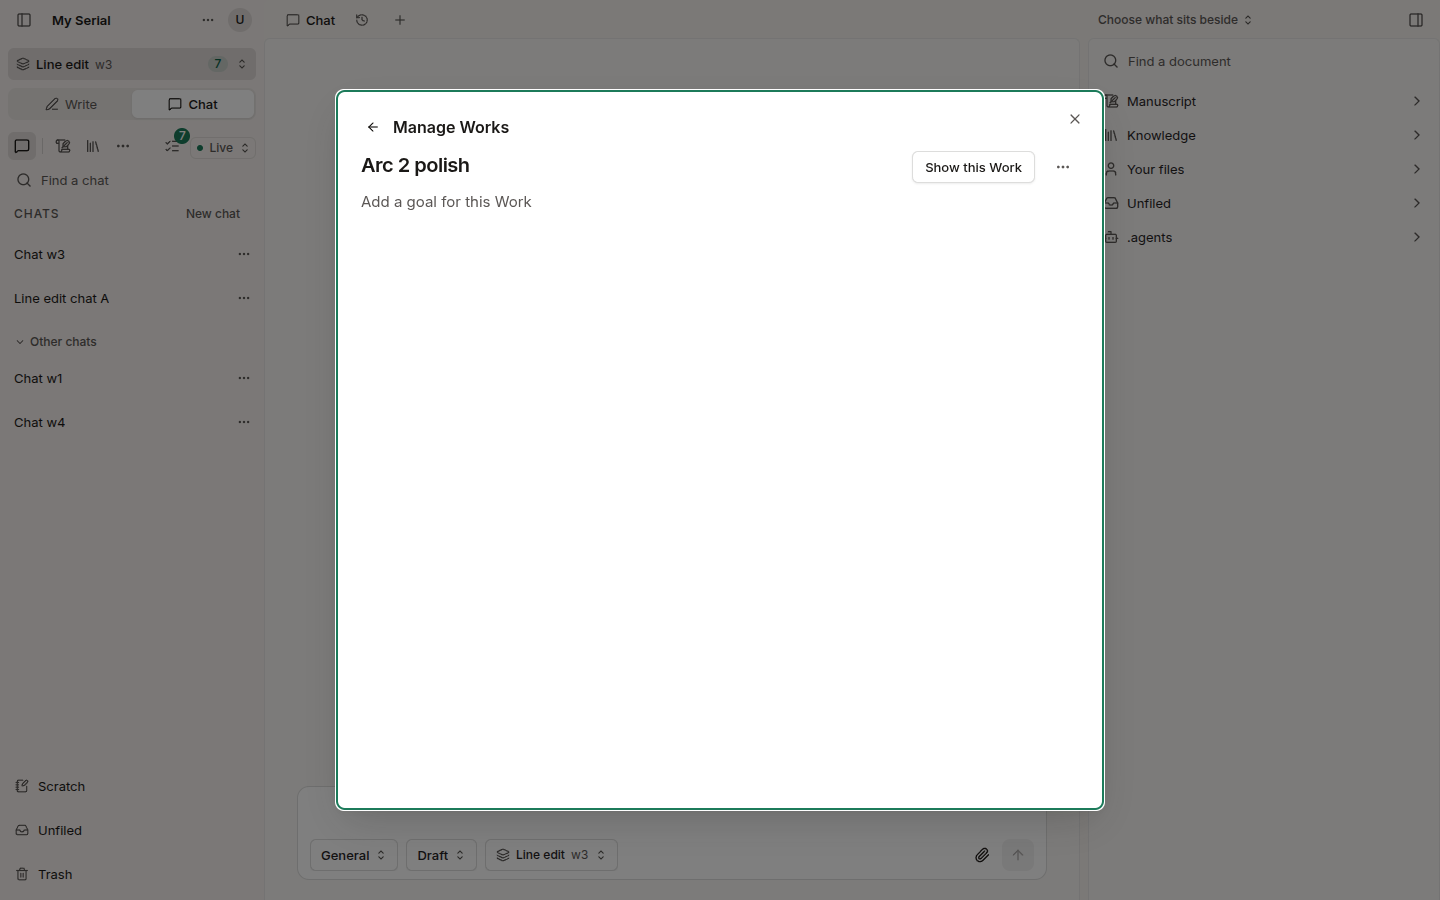 My Serial
U
Line edit w3
7
Write
Chat
7
Live
Find a chat
CHATS
New chat
Chat w3
Line edit chat A
Other chats
Chat w1
Chat w4
Scratch
Unfiled
Trash
Chat
Manage Works
Arc 2 polish
Show this Work
Add a goal for this Work
General
Draft
Line edit w3
Choose what sits beside
Find a document
Manuscript
Knowledge
Your files
Unfiled
.agents